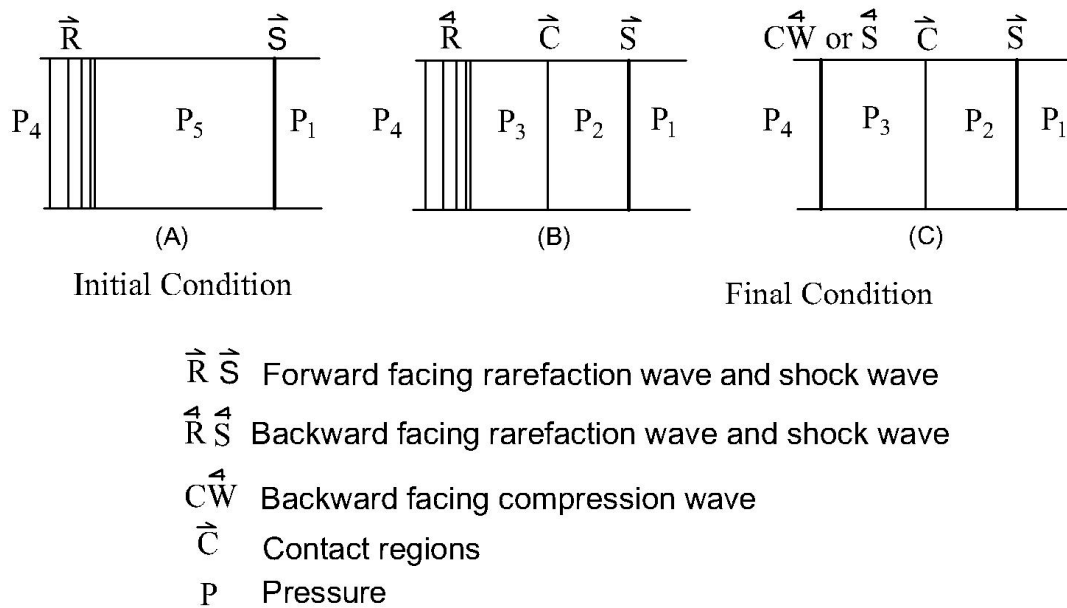 R⃗ S⃗ R⃖ C⃗ S⃗ CW⃖ or S⃖ C⃗ S⃗
P₄ P₅ P₁ P₄ P₃ P₂ P₁ P₄ P₃ P₂ P₁
(A) (B) (C)
Initial Condition Final Condition
R⃗ S⃗ Forward facing rarefaction wave and shock wave
R⃖ S⃖ Backward facing rarefaction wave and shock wave
CW⃖ Backward facing compression wave
C⃗ Contact regions
P Pressure